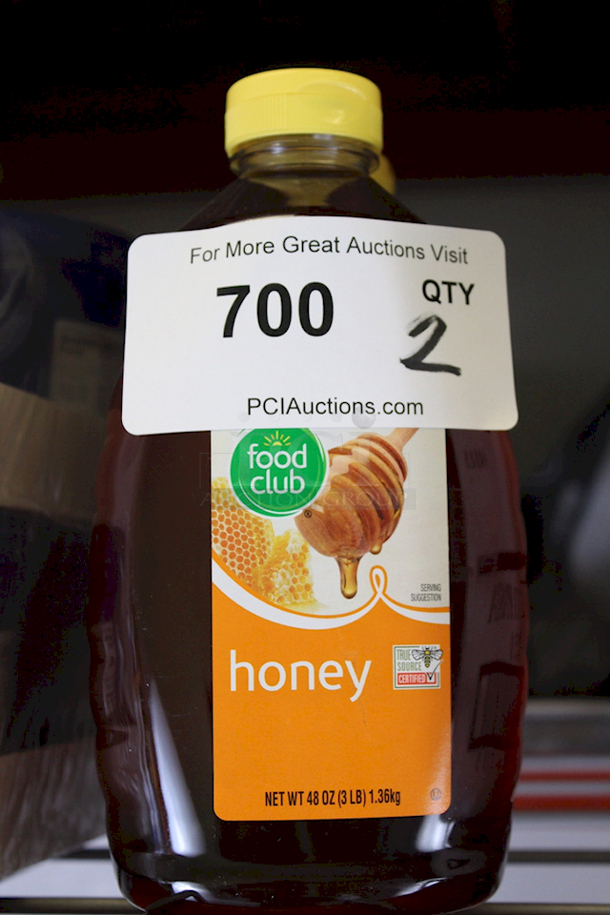 For More Great Auctions Visit
700 QTY
2
PCIAuctions.com
food
club
®
SERVING
SUGGESTION
honey
TRUE
SOURCE
CERTIFIED
NET WT 48 OZ (3 LB) 1.36kg